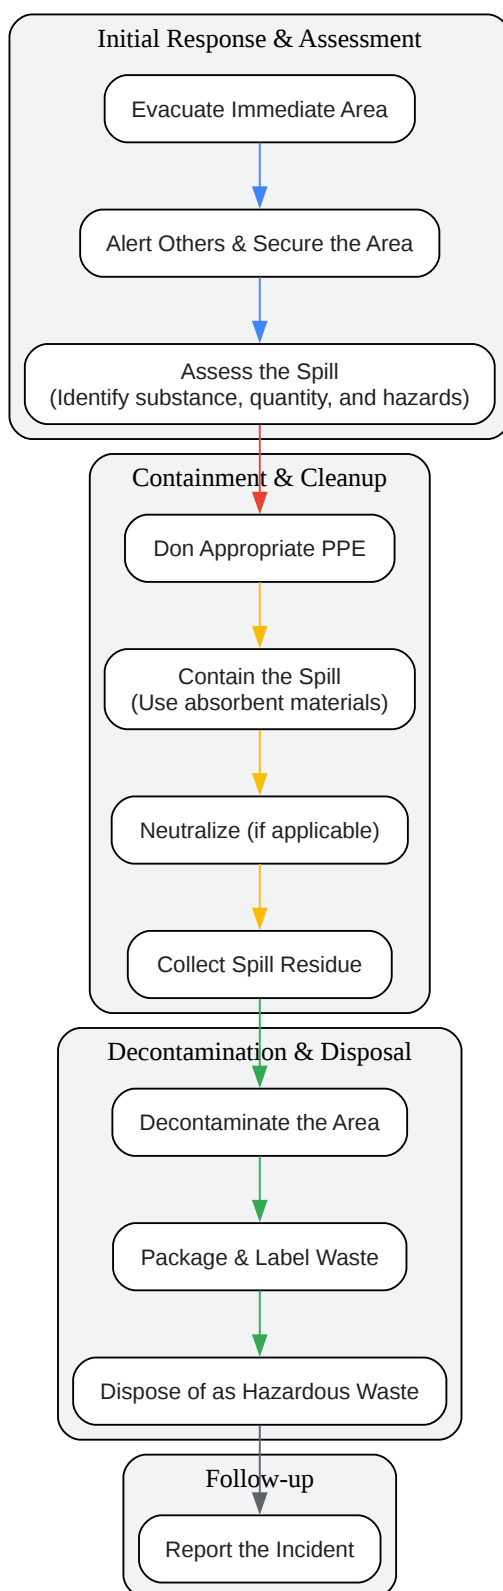 Initial Response & Assessment
Evacuate Immediate Area
Alert Others & Secure the Area
Assess the Spill
(Identify substance, quantity, and hazards)
Containment & Cleanup
Don Appropriate PPE
Contain the Spill
(Use absorbent materials)
Neutralize (if applicable)
Collect Spill Residue
Decontamination & Disposal
Decontaminate the Area
Package & Label Waste
Dispose of as Hazardous Waste
Follow-up
Report the Incident